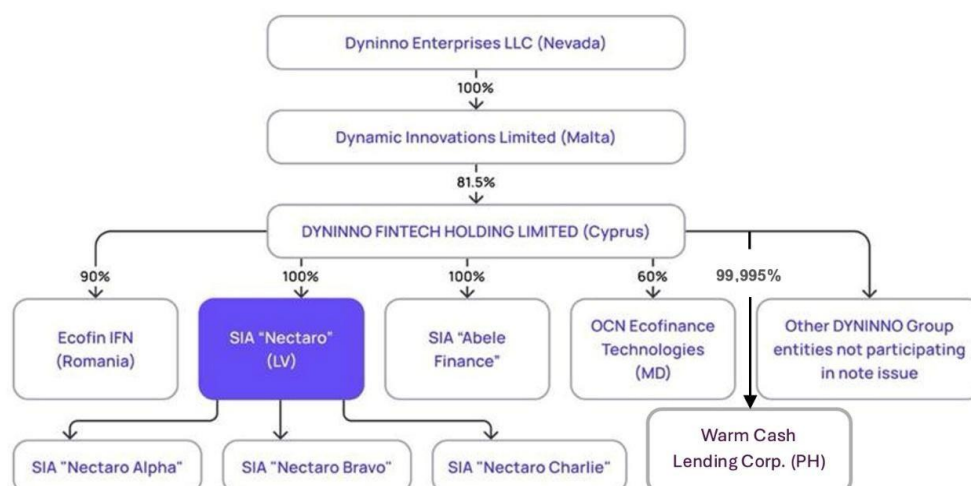 Dyninno Enterprises LLC (Nevada)
100%
Dynamic Innovations Limited (Malta)
81.5%
DYNINNO FINTECH HOLDING LIMITED (Cyprus)
90%
100%
100%
60%
99,995%
Ecofin IFN
(Romania)
SIA “Nectaro”
(LV)
SIA “Abele
Finance”
OCN Ecofinance
Technologies
(MD)
Other DYNINNO Group
entities not participating
in note issue
SIA "Nectaro Alpha"
SIA "Nectaro Bravo"
SIA "Nectaro Charlie"
Warm Cash
Lending Corp. (PH)